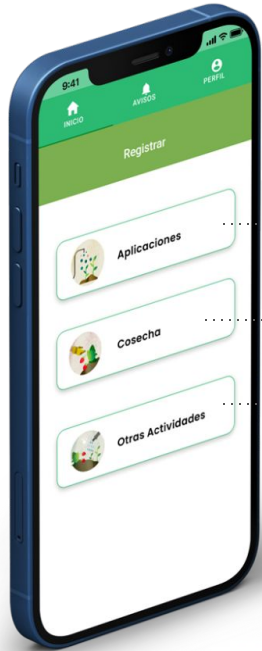 9:41
INICIO
AVISOS
PERFIL
Registrar
Aplicaciones
Cosecha
Otras Actividades